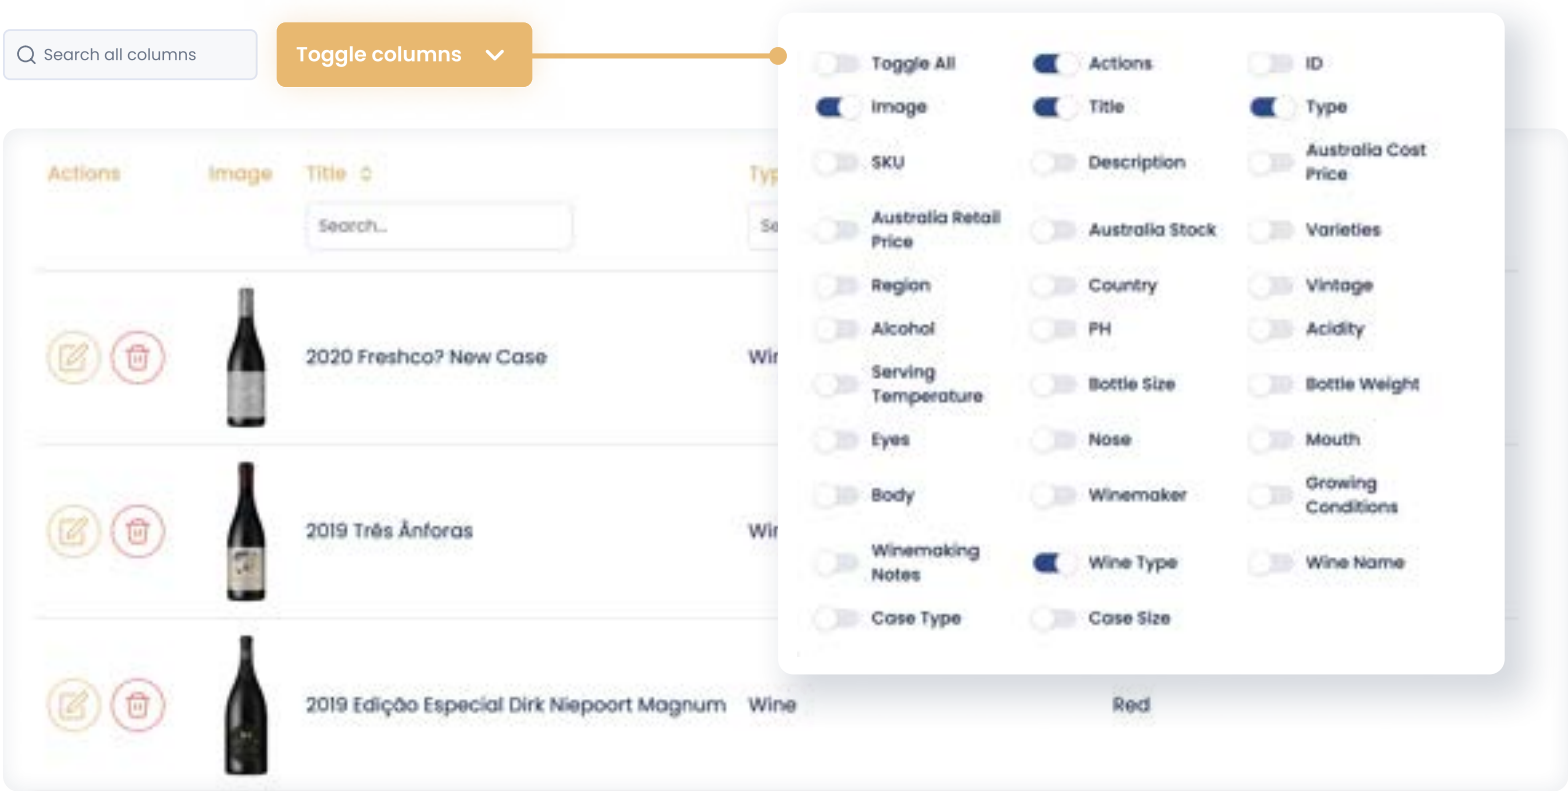 Search all columns
Toggle columns
Toggle All
Actions
ID
Image
Title
Type
SKU
Description
Australia Cost
Price
Australia Retail
Price
Australia Stock
Varieties
Region
Country
Vintage
Alcohol
PH
Acidity
Serving
Temperature
Bottle Size
Bottle Weight
Eyes
Nose
Mouth
Body
Winemaker
Growing
Conditions
Winemaking
Notes
Wine Type
Wine Name
Case Type
Case Size
Actions
Image
Title
Typ
Search...
Se
2020 Freshco? New Case
Win
2019 Três Ânforas
Win
2019 Edição Especial Dirk Niepoort Magnum
Wine
Red